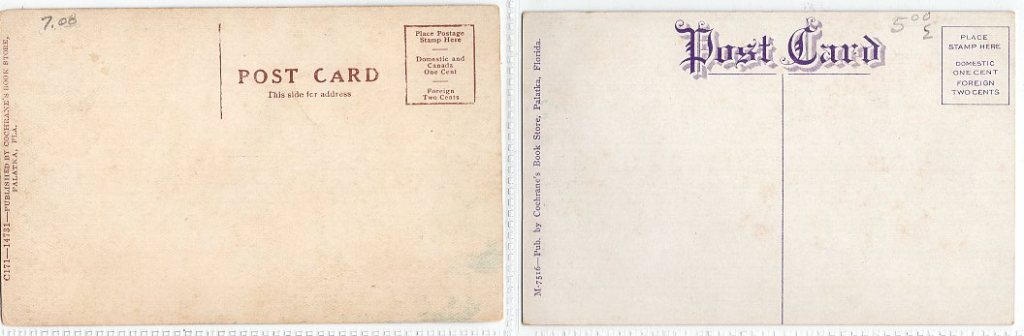 7.00
C171—14731—PUBLISHED BY COCHRANE'S BOOK STORE,
PALATKA, FLA.
POST CARD
This side for address
Place Postage
Stamp Here
Domestic and
Canada
One Cent
Foreign
Two Cents
M-7516—Pub. by Cochrane's Book Store, Palatka, Florida.
Post Card
5 00
PLACE
STAMP HERE
DOMESTIC
ONE CENT
FOREIGN
TWO CENTS